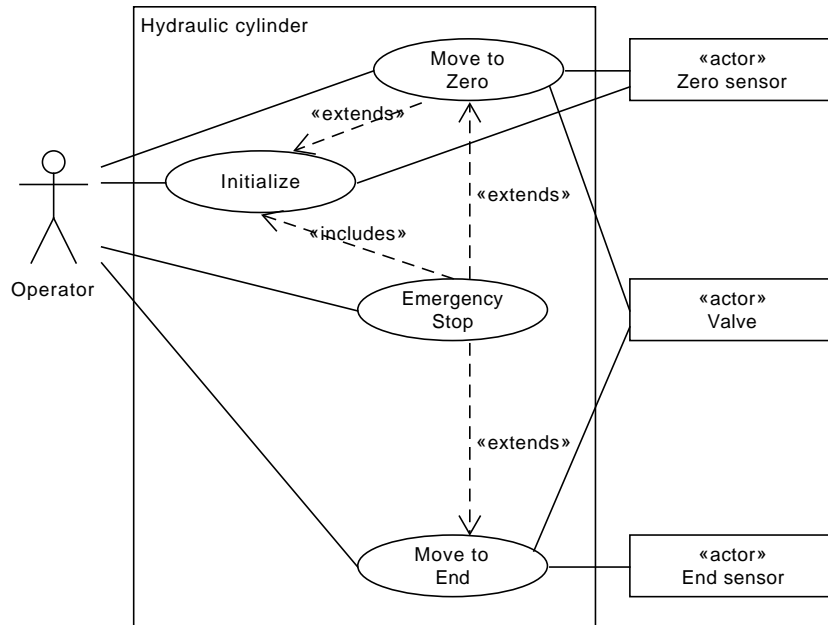 Hydraulic cylinder
Move to
Zero
«actor»
Zero sensor
«extends»
Initialize
«extends»
«includes»
Operator
Emergency
Stop
«actor»
Valve
«extends»
Move to
End
«actor»
End sensor